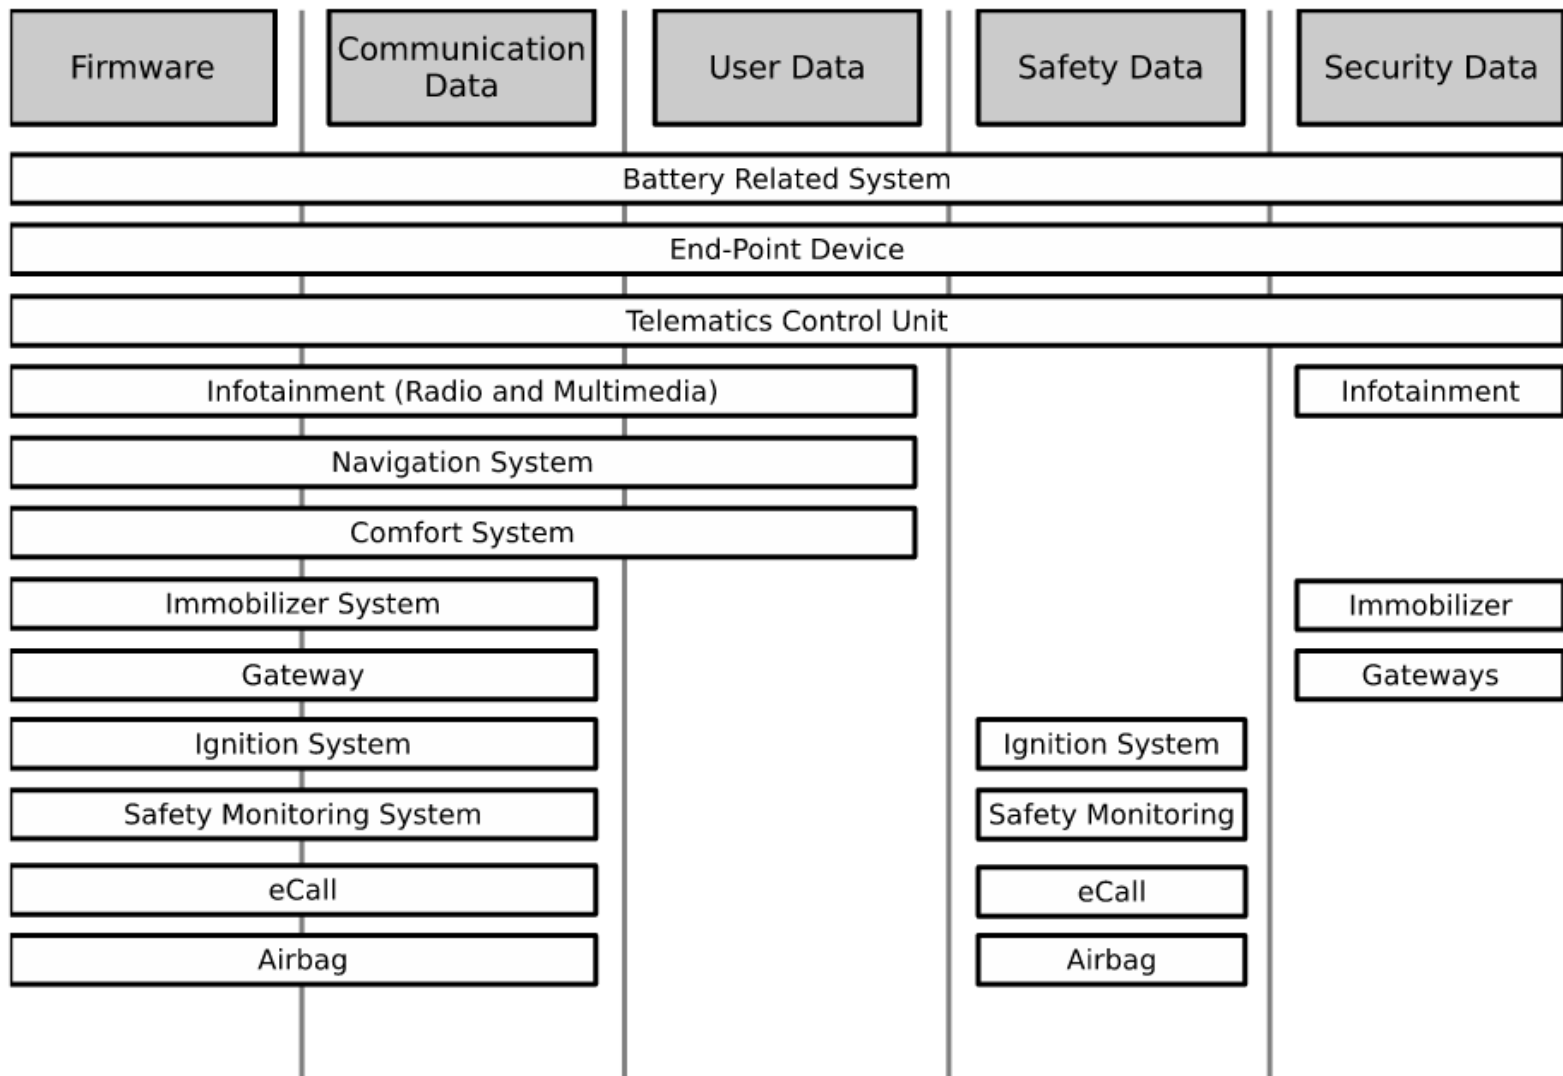 Firmware
Communication
Data
User Data
Safety Data
Security Data
Battery Related System
End-Point Device
Telematics Control Unit
Infotainment (Radio and Multimedia)
Infotainment
Navigation System
Comfort System
Immobilizer System
Immobilizer
Gateway
Gateways
Ignition System
Ignition System
Safety Monitoring System
Safety Monitoring
eCall
eCall
Airbag
Airbag